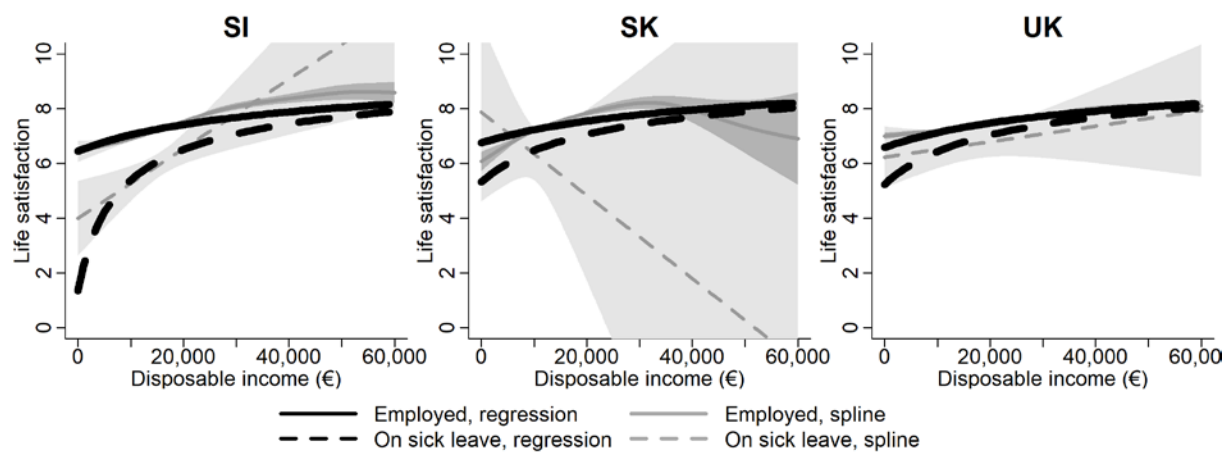 SI
SK
UK
Life satisfaction
10
8
6
4
2
0
0
20,000
40,000
60,000
Disposable income (€)
Life satisfaction
10
8
6
4
2
0
0
20,000
40,000
60,000
Disposable income (€)
Life satisfaction
10
8
6
4
2
0
0
20,000
40,000
60,00
Disposable income (€)
Employed, regression
Employed, spline
On sick leave, regression
On sick leave, spline